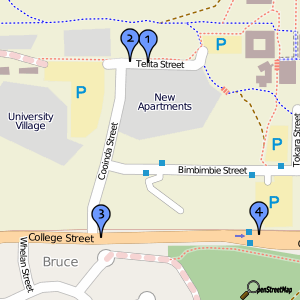 2
1
P
Telita Street
P
New
Apartments
University
Village
Cooinda Street
Tokara Street
P
Bimbimbie Street
P
3
4
College Street
Whelan Street
Bruce
OpenStreetMap